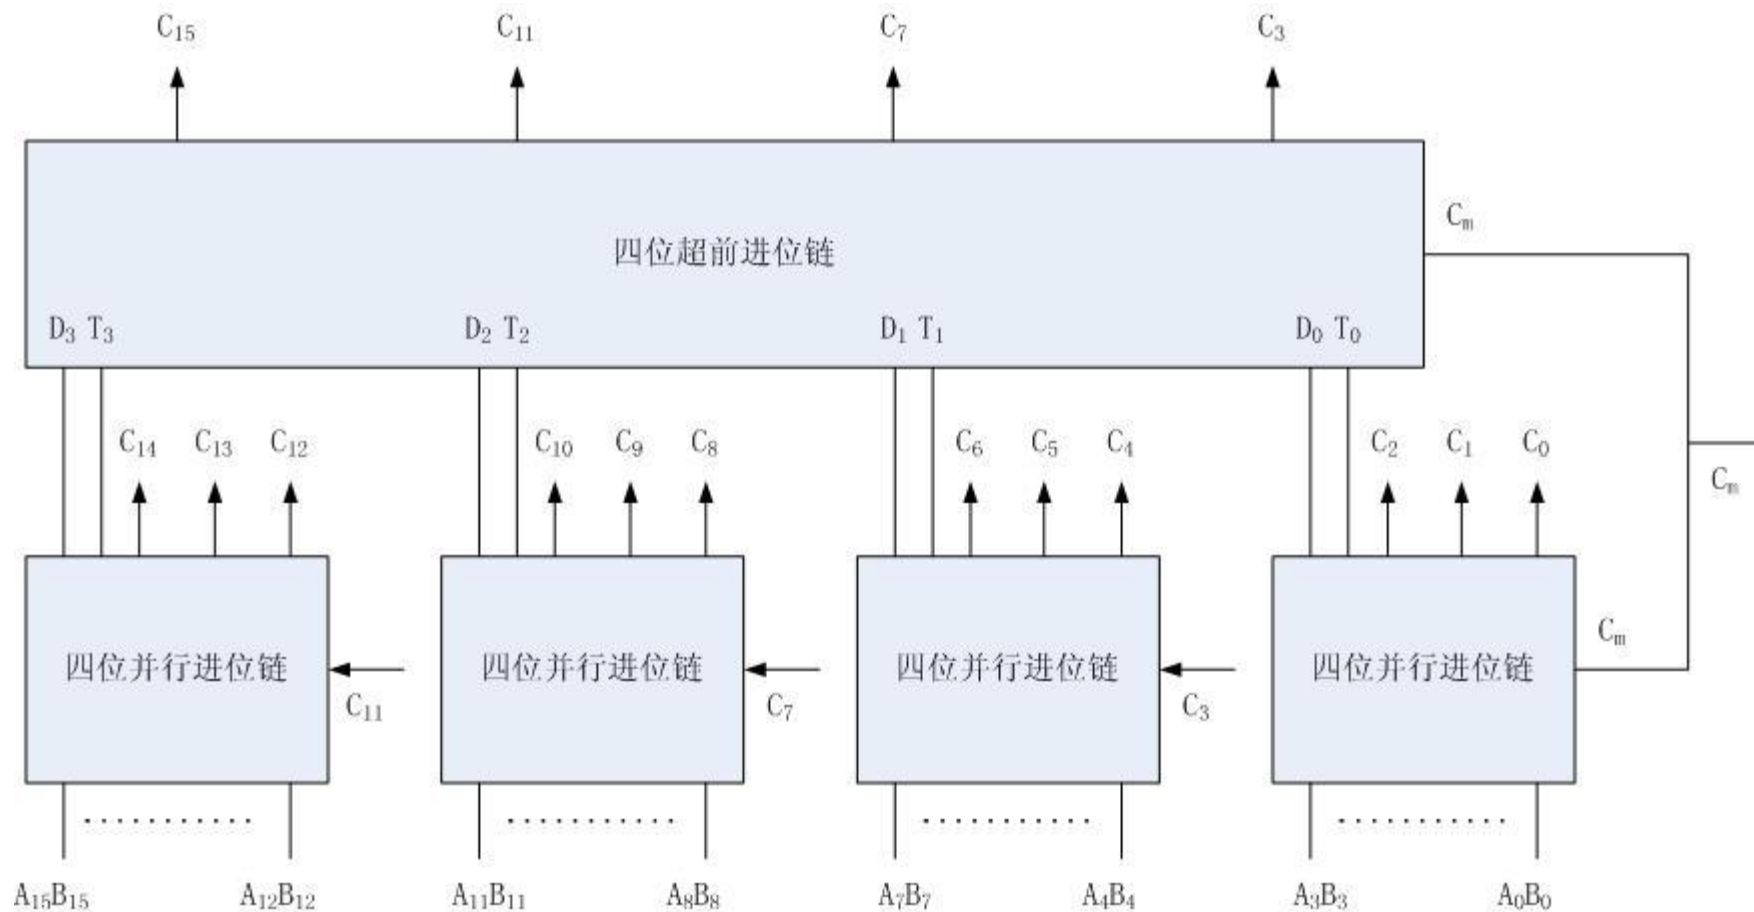 C₁₅ C₁₁ C₇ C₃
Cₘ
四位超前进位链
D₃ T₃ D₂ T₂ D₁ T₁ D₀ T₀
C₁₄ C₁₃ C₁₂ C₁₀ C₉ C₈ C₆ C₅ C₄ C₂ C₁ C₀
Cₘ
Cₘ
四位并行进位链 四位并行进位链 四位并行进位链 四位并行进位链
C₁₁ C₇ C₃
A₁₅B₁₅ A₁₂B₁₂ A₁₁B₁₁ A₈B₈ A₇B₇ A₄B₄ A₃B₃ A₀B₀